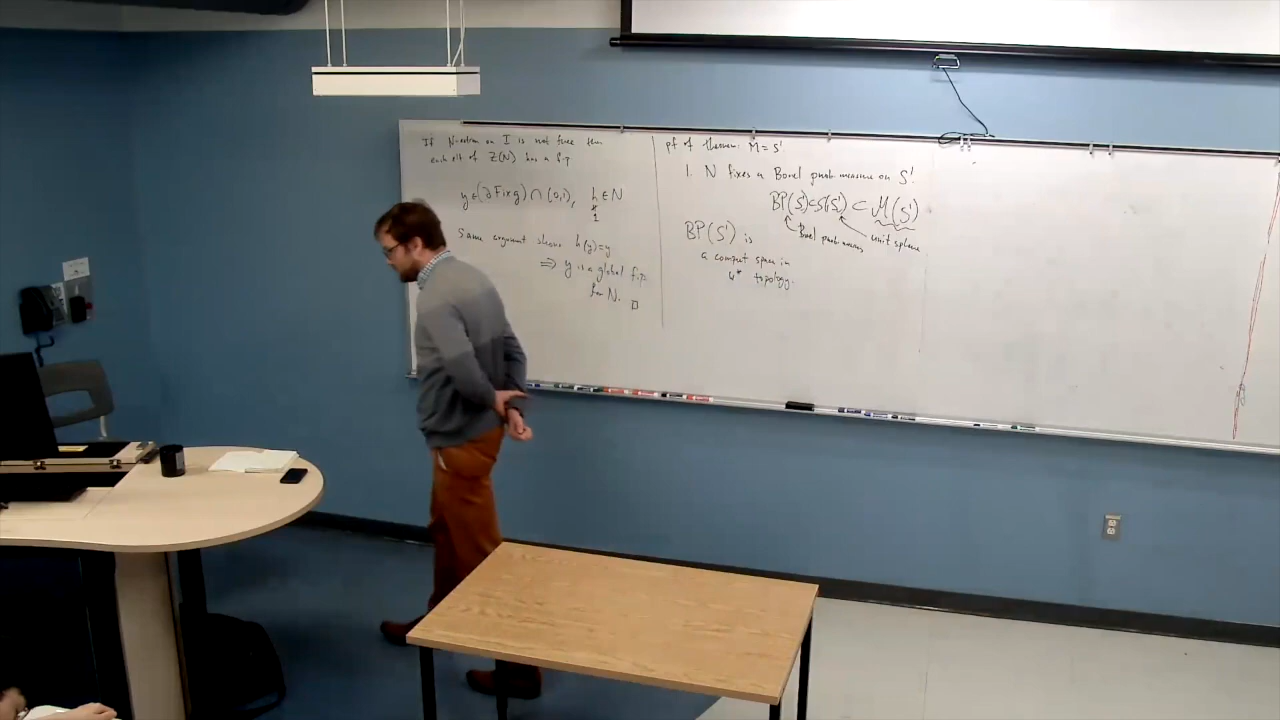 If N-action on I is not free then
each elt of Z(N) has a f.p
y ∈ (∂Fix g) ∩ (0,1), h ∈ N
1
Same argument shows h(y)=y
⇒ y is a global f.p.
for N. □
pf of theorem: M = S¹
1. N fixes a Borel prob. measure on S¹.
BP(S¹) ⊂ S(S¹) ⊂ M(S¹)
Borel prob measures unit sphere
BP(S¹) is
a compact space in
w* topology.